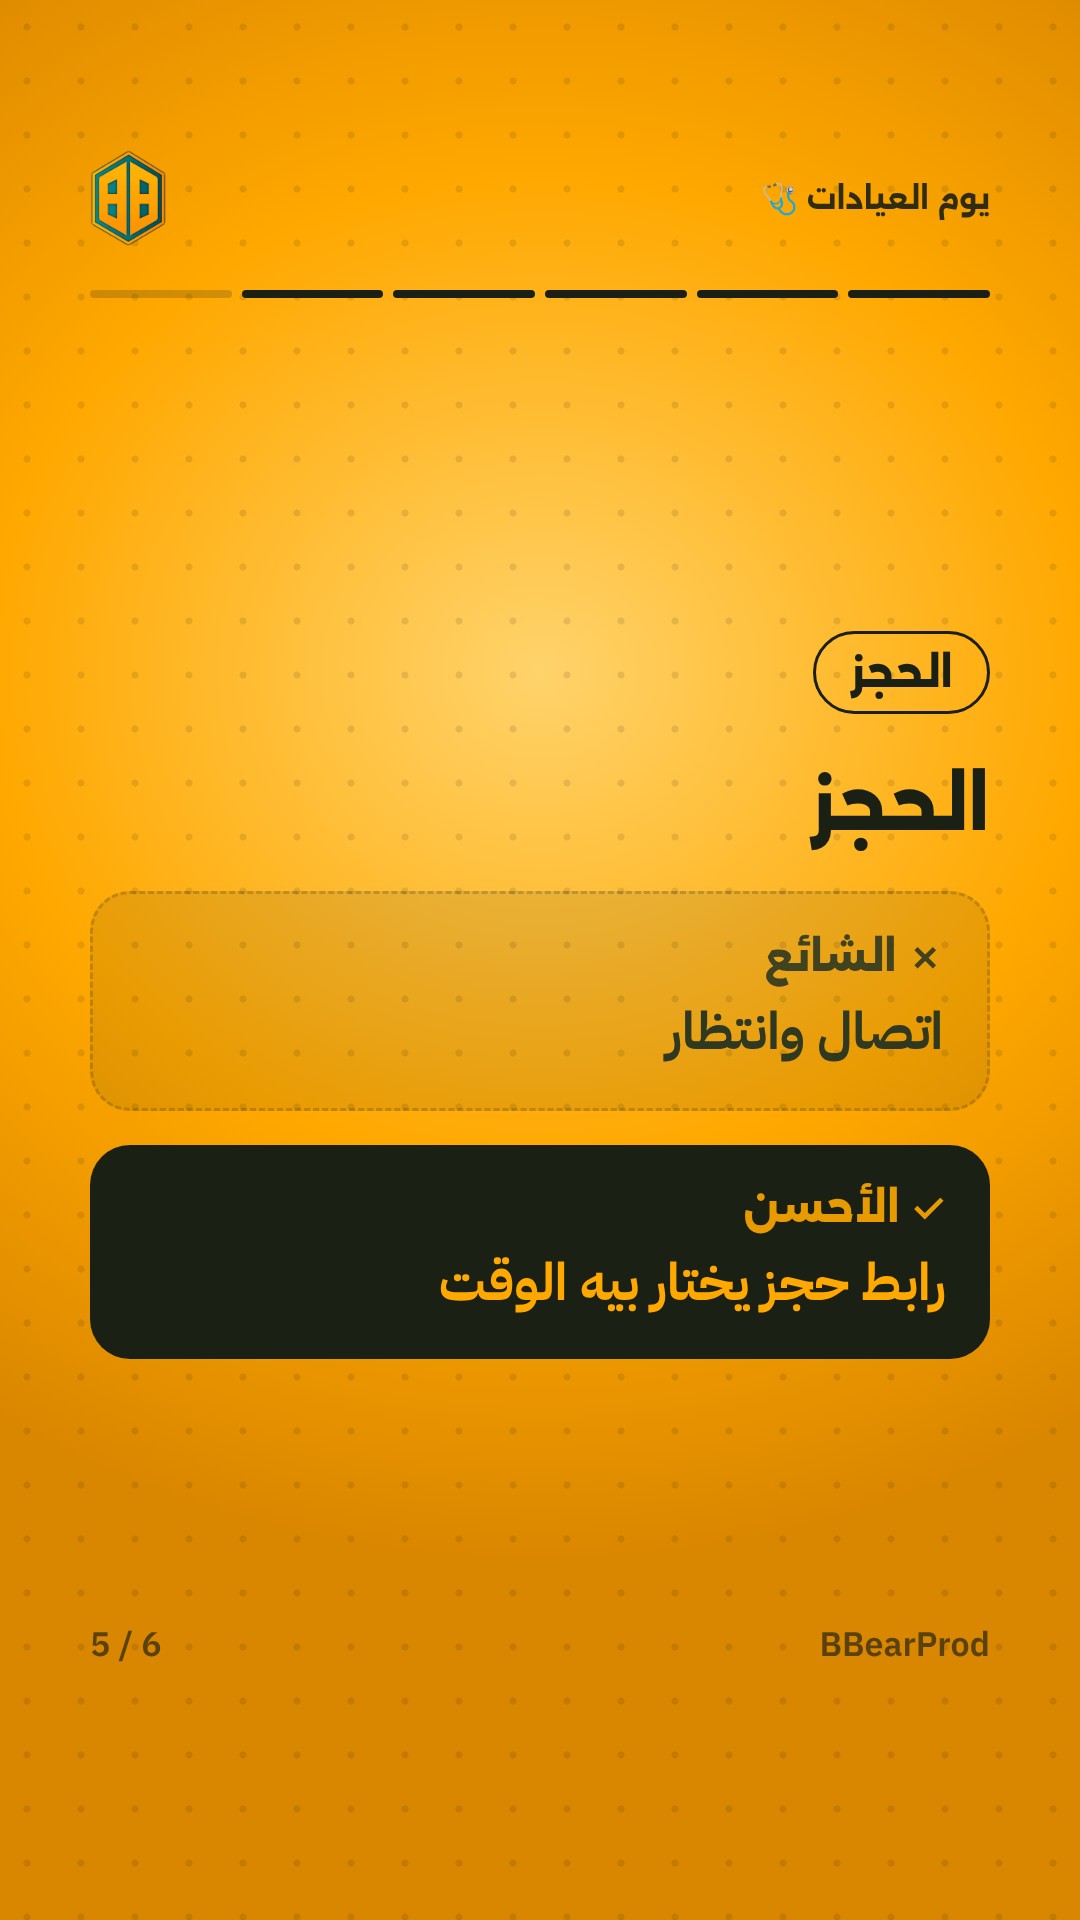 يوم العيادات 🩺
الحجز
الحجز
× الشائع
اتصال وانتظار
✓ الأحسن
رابط حجز يختار بيه الوقت
BBearProd
5 / 6